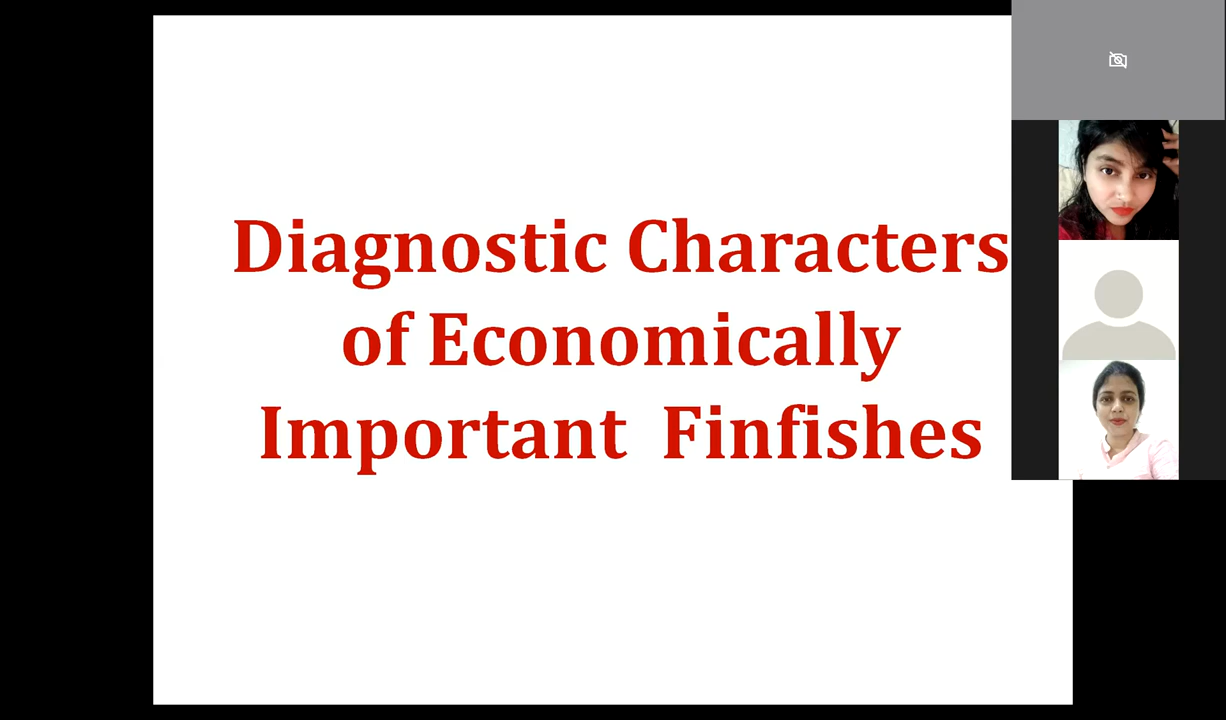 Diagnostic Characters
of Economically
Important Finfishes